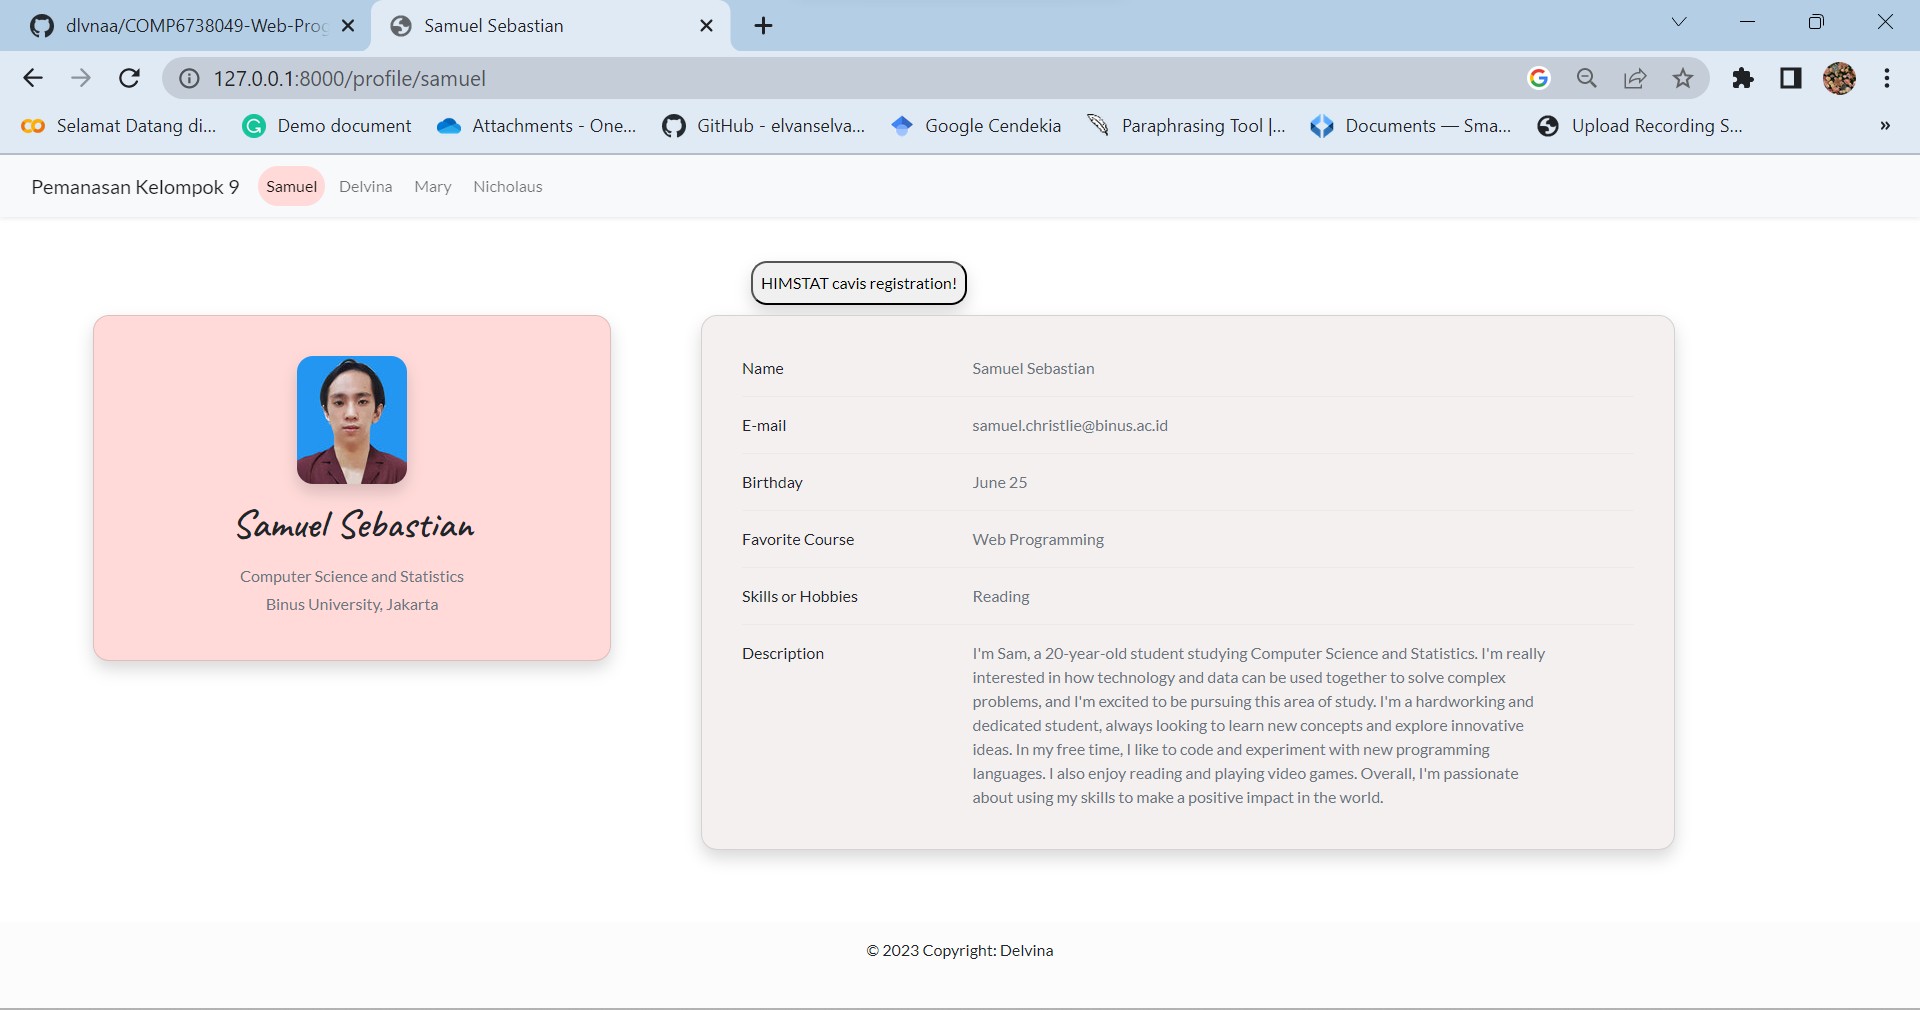 dlvnaa/COMP6738049-Web-Prog
Samuel Sebastian
127.0.0.1:8000/profile/samuel
Selamat Datang di...
Demo document
Attachments - One...
GitHub - elvanselva...
Google Cendekia
Paraphrasing Tool |...
Documents — Sma...
Upload Recording S...
»
Pemanasan Kelompok 9
Samuel
Delvina
Mary
Nicholaus
HIMSTAT cavis registration!
Samuel Sebastian
Computer Science and Statistics
Binus University, Jakarta
Name
Samuel Sebastian
E-mail
samuel.christlie@binus.ac.id
Birthday
June 25
Favorite Course
Web Programming
Skills or Hobbies
Reading
Description
I'm Sam, a 20-year-old student studying Computer Science and Statistics. I'm really
interested in how technology and data can be used together to solve complex
problems, and I'm excited to be pursuing this area of study. I'm a hardworking and
dedicated student, always looking to learn new concepts and explore innovative
ideas. In my free time, I like to code and experiment with new programming
languages. I also enjoy reading and playing video games. Overall, I'm passionate
about using my skills to make a positive impact in the world.
© 2023 Copyright: Delvina